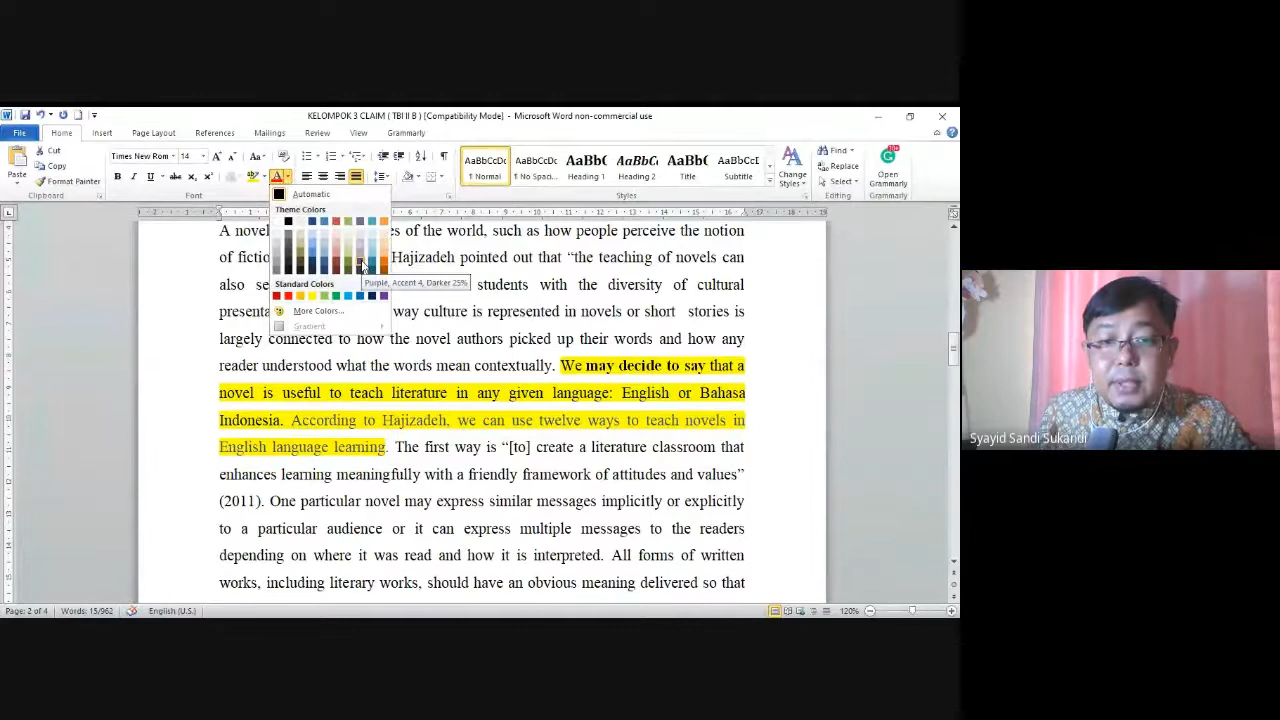 KELOMPOK 3 CLAIM ( TBI II B ) [Compatibility Mode] - Microsoft Word non-commercial use
File Home Insert Page Layout References Mailings Review View Grammarly
Paste
Cut
Copy
Format Painter
Clipboard
Times New Rom 14
Font
AaBbCcDc AaBbCcDc AaBbC AaBbCc AaBbC AaBbCcI
1 Normal 1 No Spac... Heading 1 Heading 2 Title Subtitle
Styles
Change Styles
Find
Replace
Select
Editing
Open Grammarly
Grammarly
Automatic
Theme Colors
Purple, Accent 4, Darker 25%
Standard Colors
More Colors...
Gradient
A novel es of the world, such as how people perceive the notion
of fictio Hajizadeh pointed out that “the teaching of novels can
also se students with the diversity of cultural
presenta way culture is represented in novels or short stories is
largely connected to how the novel authors picked up their words and how any
reader understood what the words mean contextually. We may decide to say that a
novel is useful to teach literature in any given language: English or Bahasa
Indonesia. According to Hajizadeh, we can use twelve ways to teach novels in
English language learning. The first way is “[to] create a literature classroom that
enhances learning meaningfully with a friendly framework of attitudes and values”
(2011). One particular novel may express similar messages implicitly or explicitly
to a particular audience or it can express multiple messages to the readers
depending on where it was read and how it is interpreted. All forms of written
works, including literary works, should have an obvious meaning delivered so that
Page: 2 of 4 Words: 15/962 English (U.S.) 120%
Syayid Sandi Sukandi